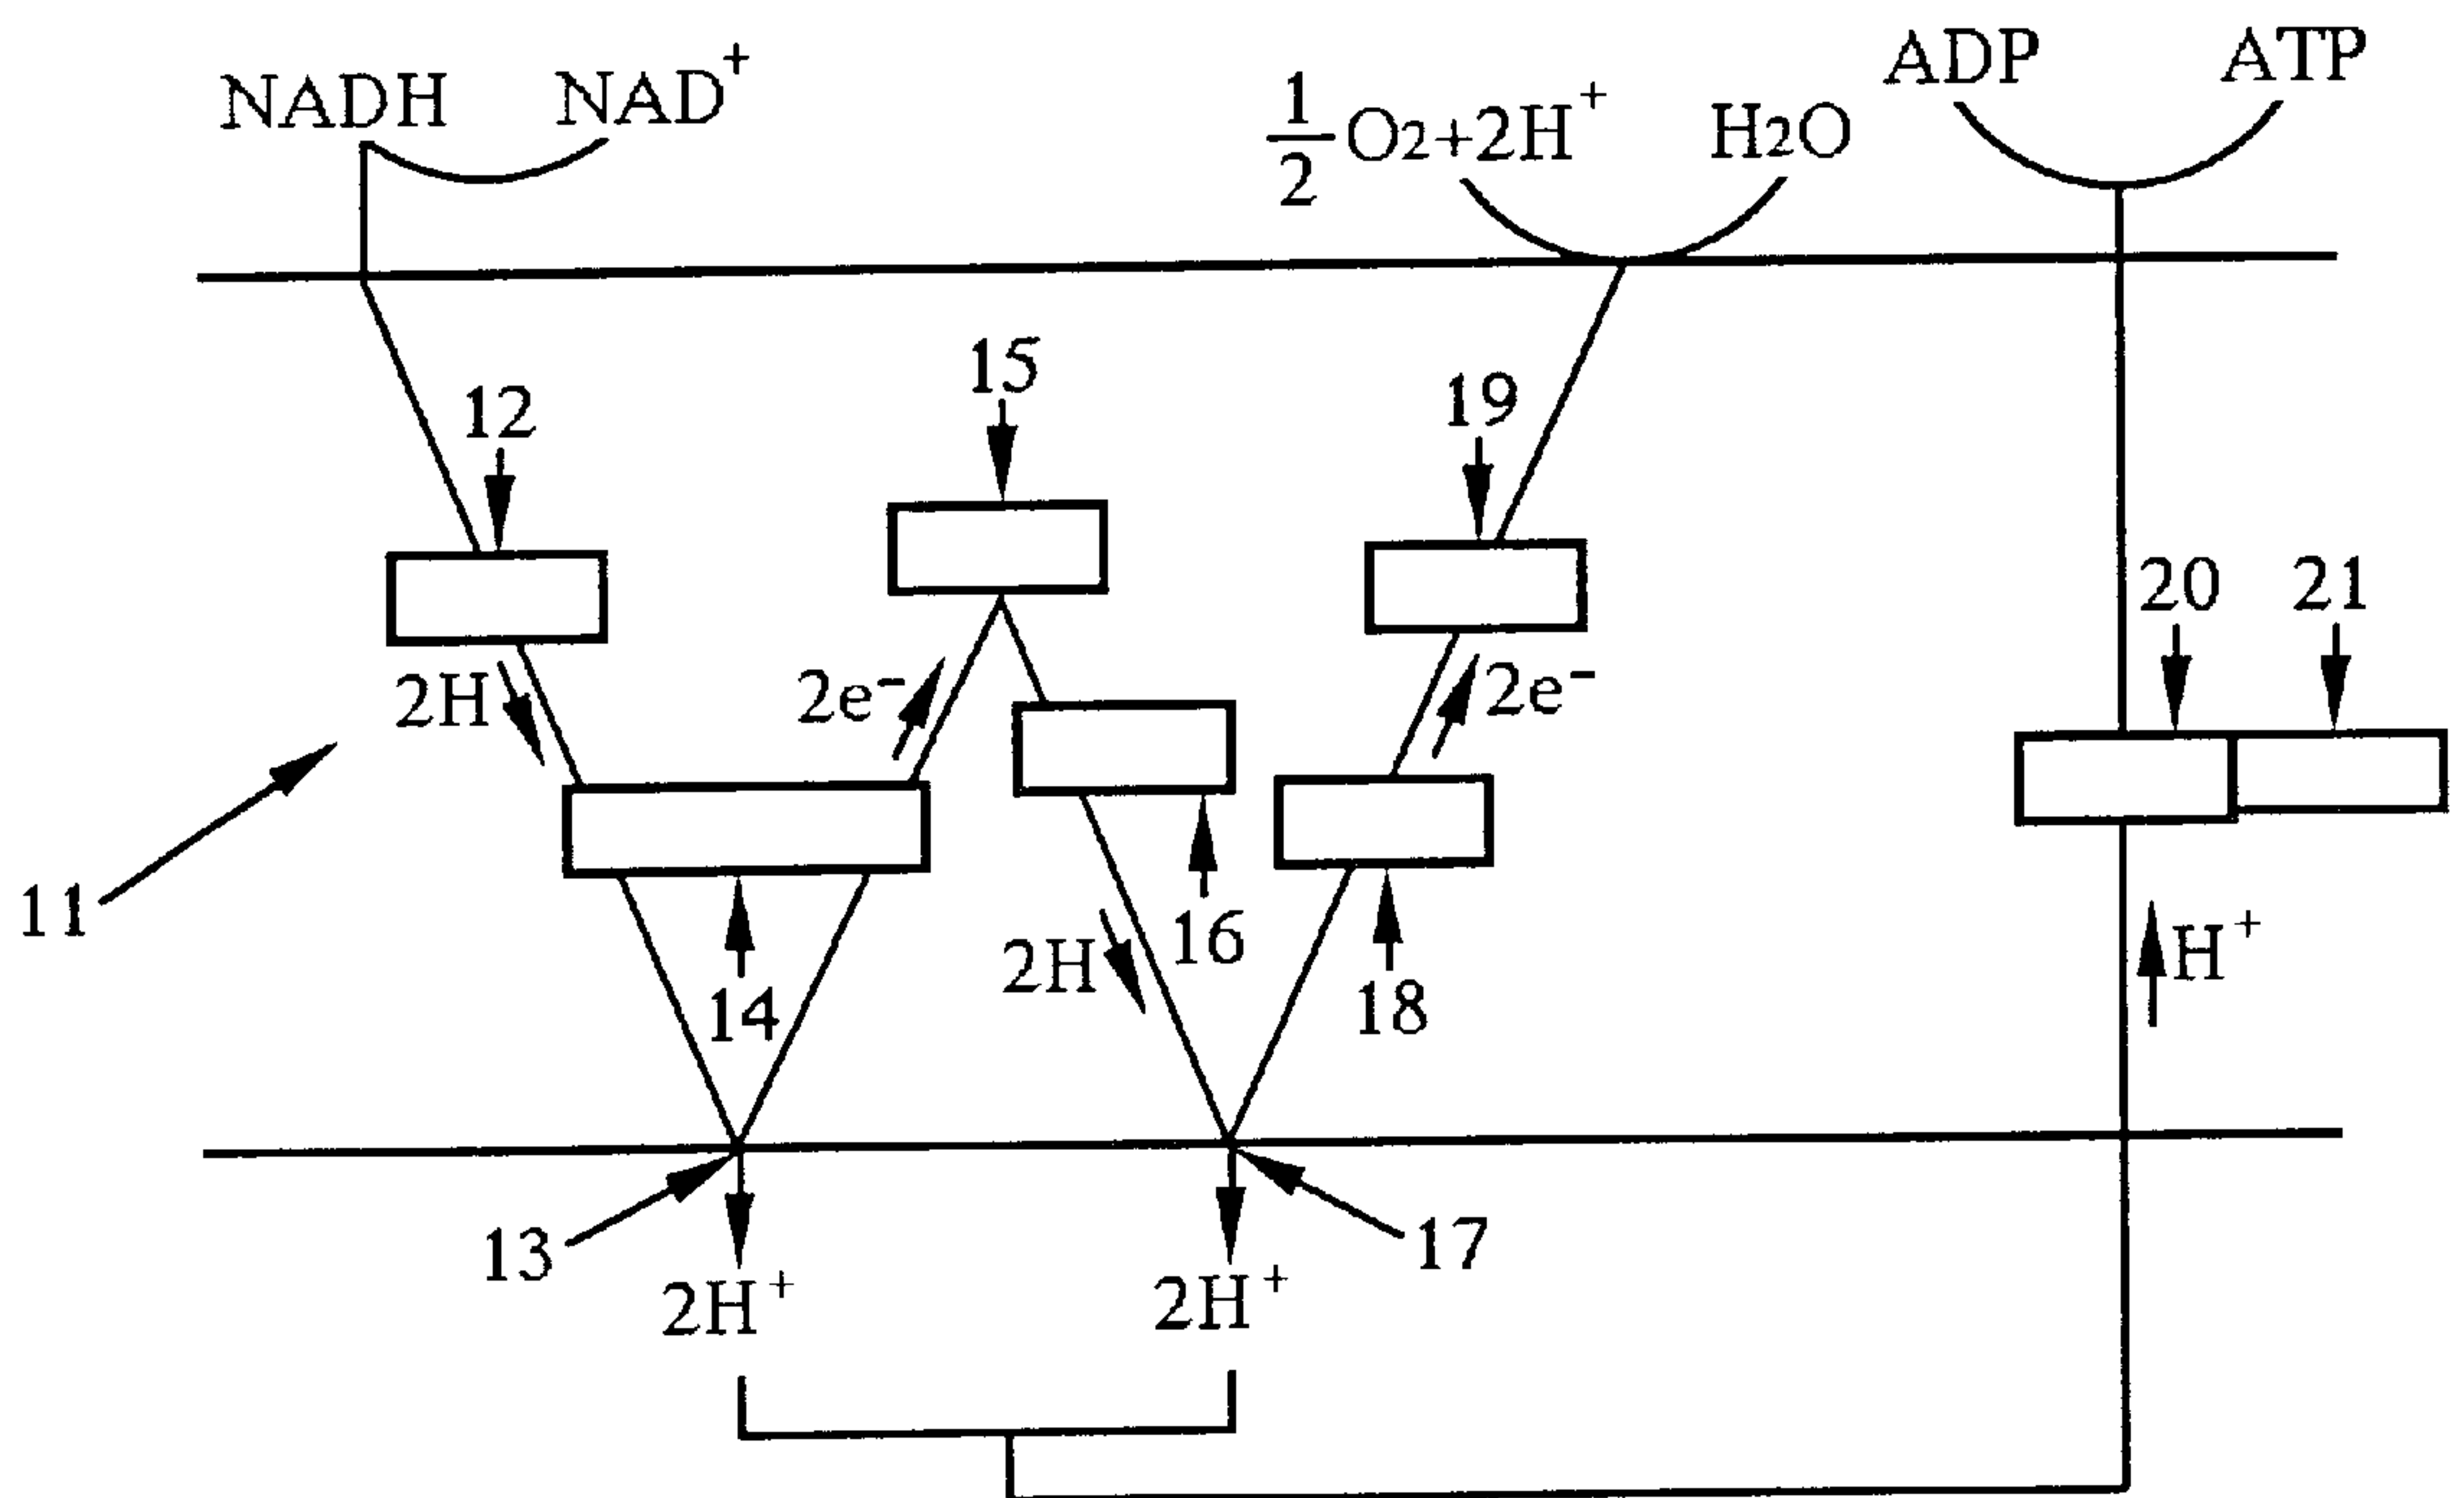 NADH NAD+
1/2 O2+2H+ H2O
ADP ATP
15
12
19
20 21
2H
2e-
2e-
11
16
2H
H+
14
18
13
17
2H+
2H+